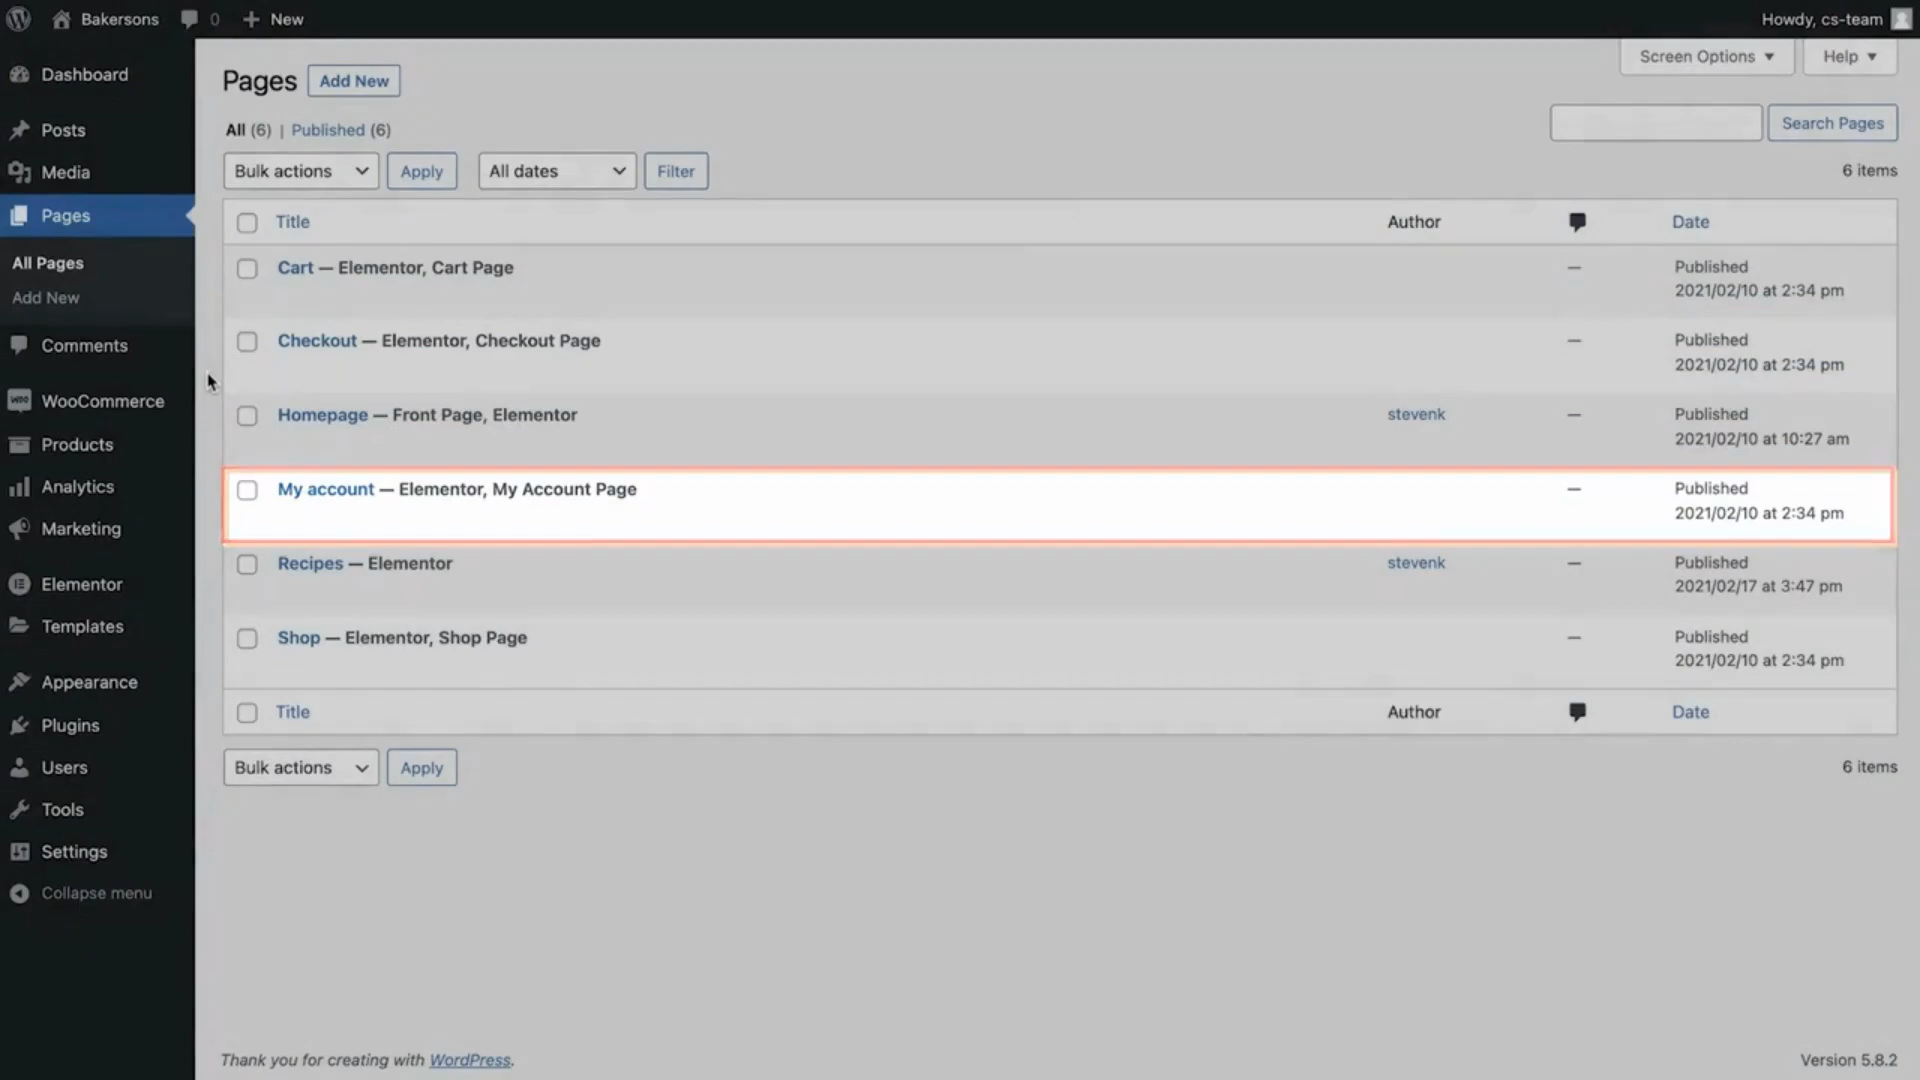 Bakersons 0 New Howdy, cs-team
Dashboard
Posts
Media
Pages
All Pages
Add New
Comments
WooCommerce
Products
Analytics
Marketing
Elementor
Templates
Appearance
Plugins
Users
Tools
Settings
Collapse menu
Screen Options Help
Pages Add New
All (6) | Published (6)
Search Pages
Bulk actions Apply All dates Filter 6 items
Title Author Date
Cart — Elementor, Cart Page — Published
2021/02/10 at 2:34 pm
Checkout — Elementor, Checkout Page — Published
2021/02/10 at 2:34 pm
Homepage — Front Page, Elementor stevenk — Published
2021/02/10 at 10:27 am
My account — Elementor, My Account Page — Published
2021/02/10 at 2:34 pm
Recipes — Elementor stevenk — Published
2021/02/17 at 3:47 pm
Shop — Elementor, Shop Page — Published
2021/02/10 at 2:34 pm
Title Author Date
Bulk actions Apply 6 items
Thank you for creating with WordPress. Version 5.8.2